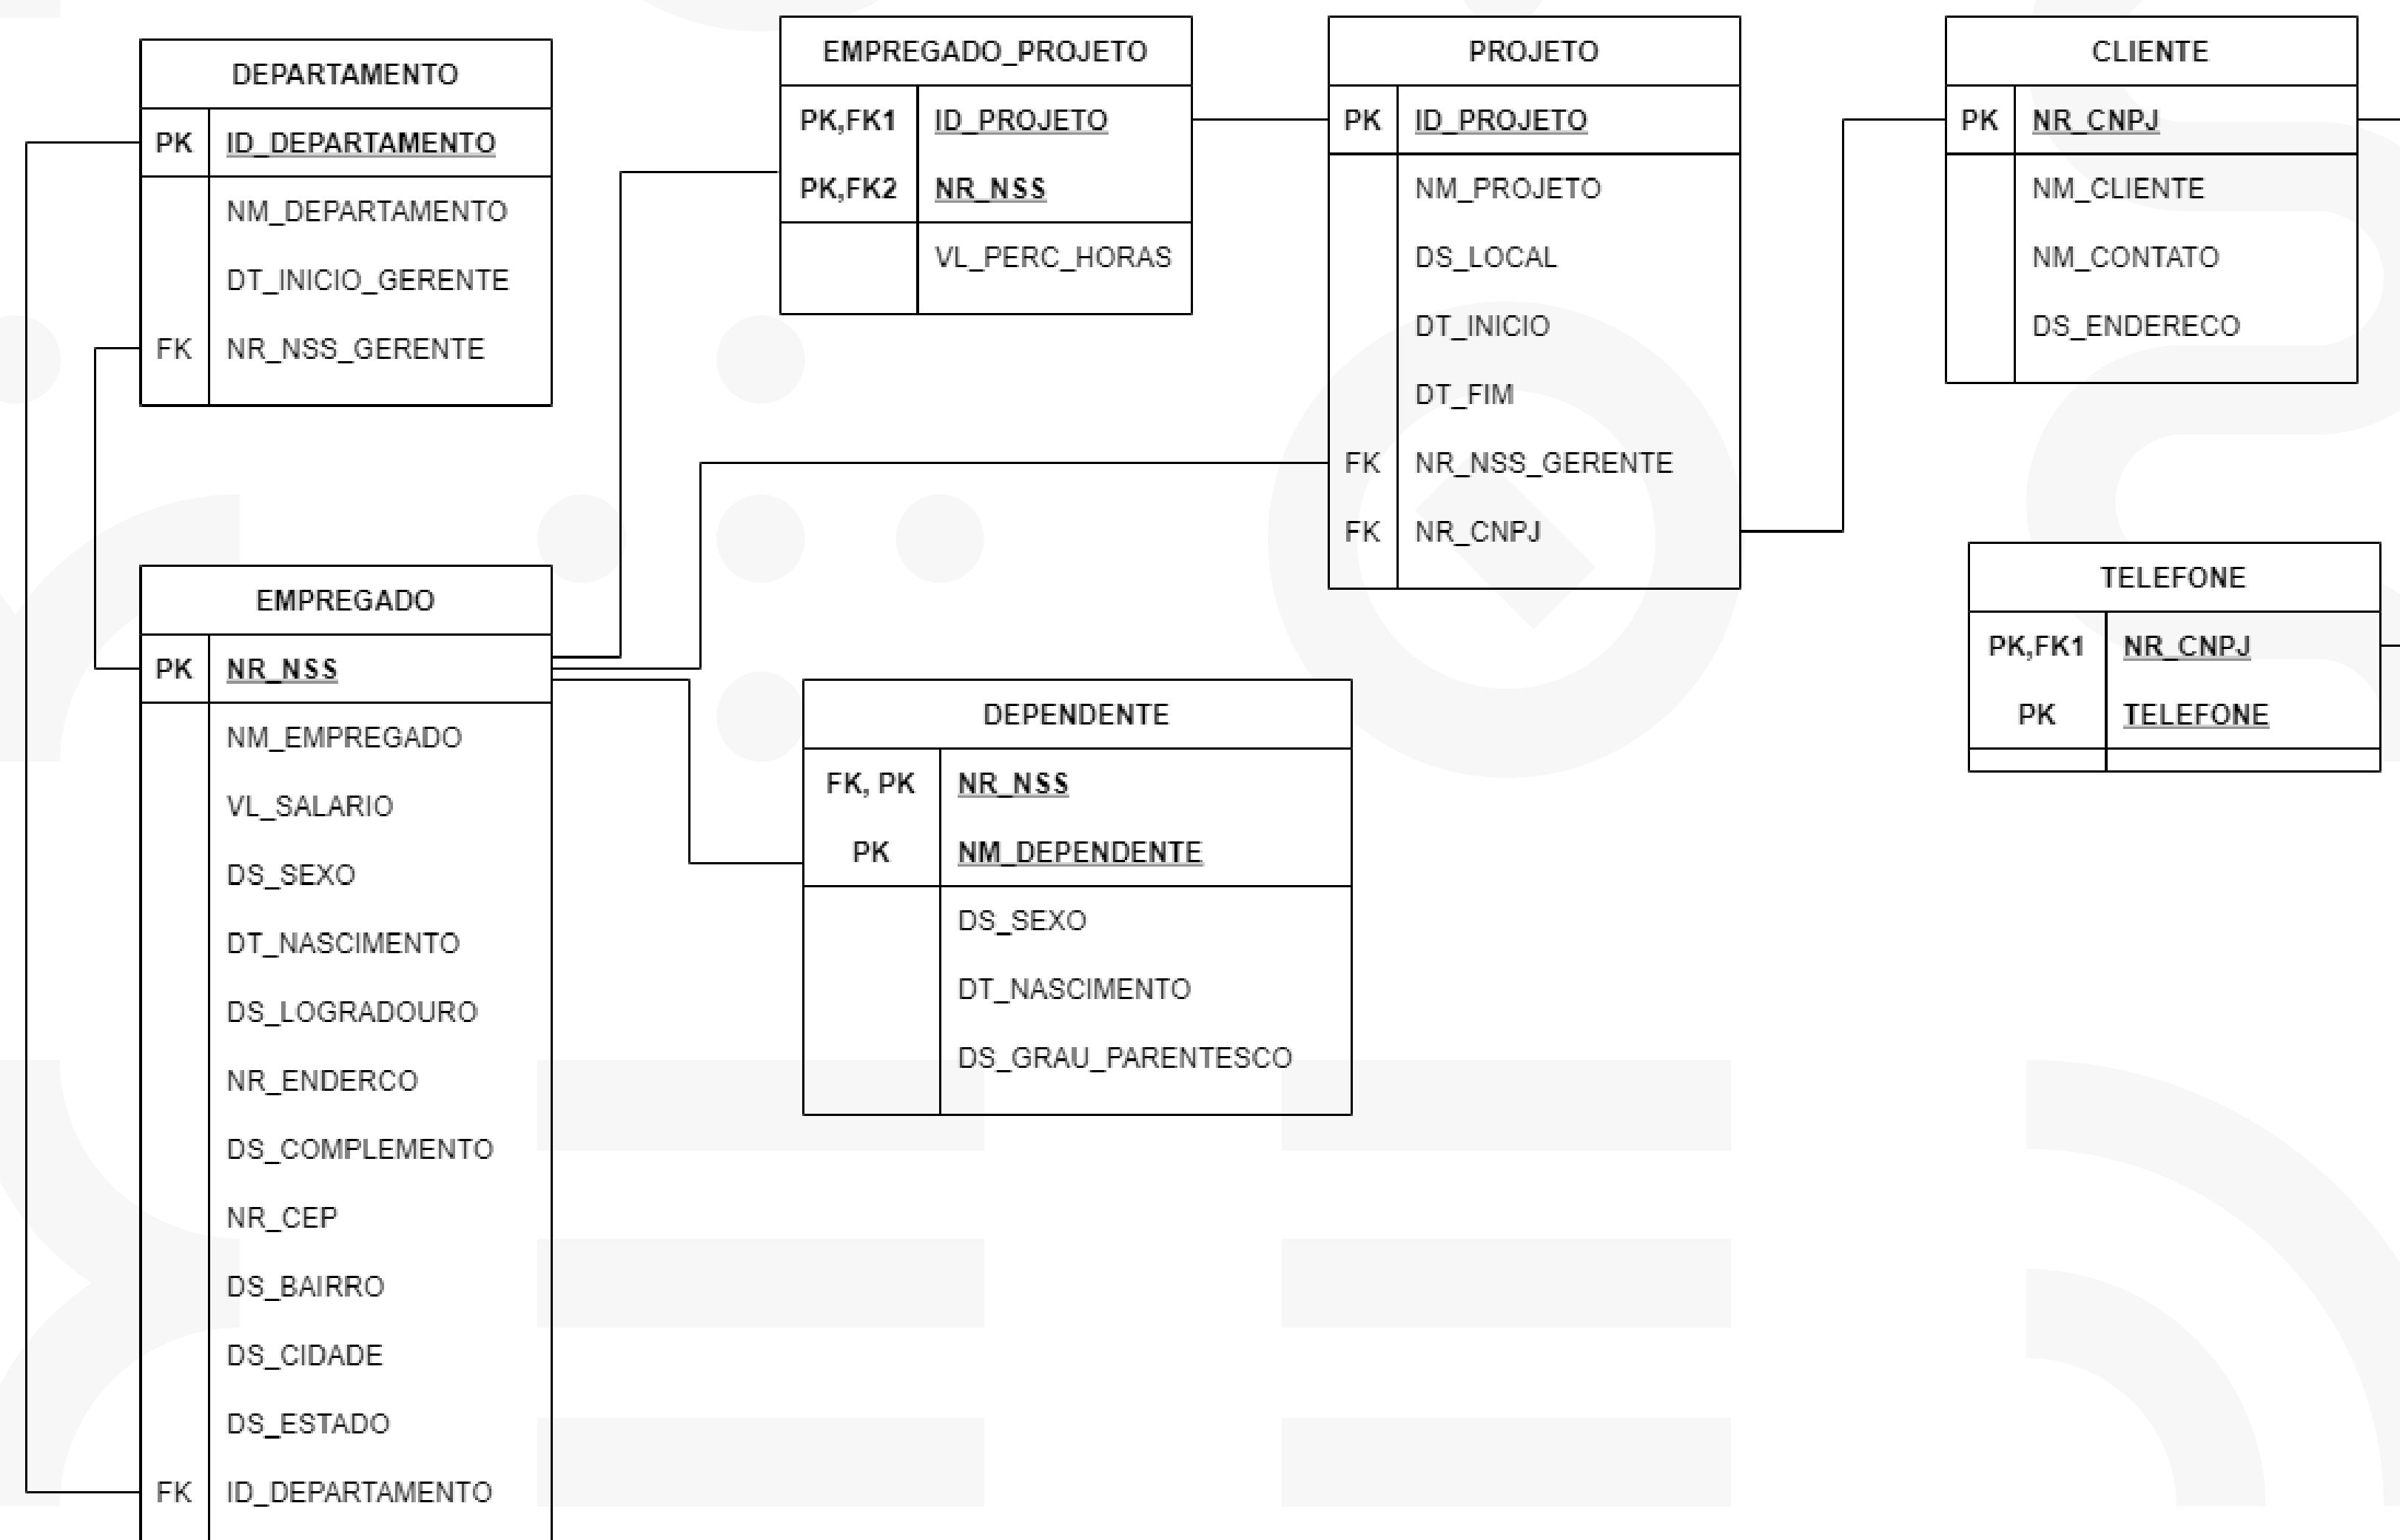 DEPARTAMENTO
PK ID_DEPARTAMENTO
NM_DEPARTAMENTO
DT_INICIO_GERENTE
FK NR_NSS_GERENTE
EMPREGADO_PROJETO
PK,FK1 ID_PROJETO
PK,FK2 NR_NSS
VL_PERC_HORAS
PROJETO
PK ID_PROJETO
NM_PROJETO
DS_LOCAL
DT_INICIO
DT_FIM
FK NR_NSS_GERENTE
FK NR_CNPJ
CLIENTE
PK NR_CNPJ
NM_CLIENTE
NM_CONTATO
DS_ENDERECO
EMPREGADO
PK NR_NSS
NM_EMPREGADO
VL_SALARIO
DS_SEXO
DT_NASCIMENTO
DS_LOGRADOURO
NR_ENDERCO
DS_COMPLEMENTO
NR_CEP
DS_BAIRRO
DS_CIDADE
DS_ESTADO
FK ID_DEPARTAMENTO
DEPENDENTE
FK, PK NR_NSS
PK NM_DEPENDENTE
DS_SEXO
DT_NASCIMENTO
DS_GRAU_PARENTESCO
TELEFONE
PK,FK1 NR_CNPJ
PK TELEFONE